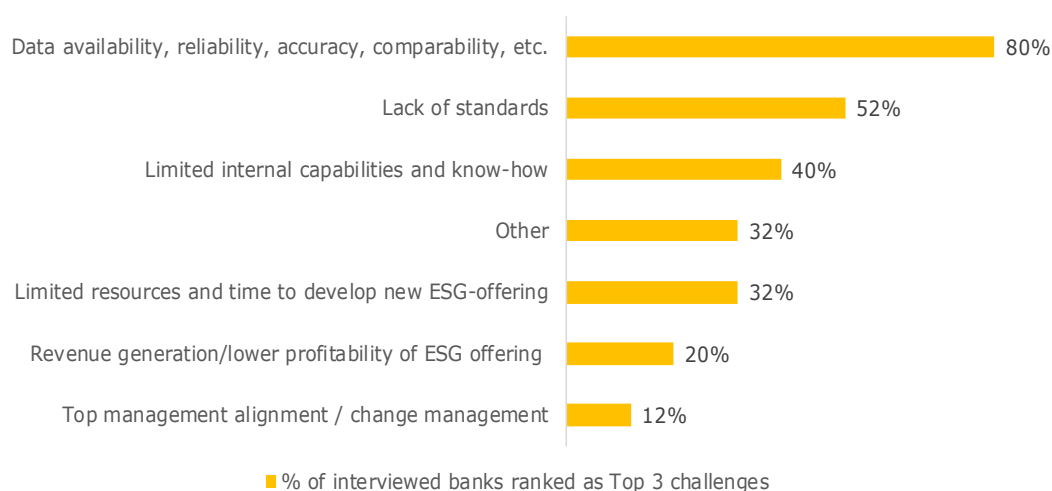 Data availability, reliability, accuracy, comparability, etc. 80%
Lack of standards 52%
Limited internal capabilities and know-how 40%
Other 32%
Limited resources and time to develop new ESG-offering 32%
Revenue generation/lower profitability of ESG offering 20%
Top management alignment / change management 12%
% of interviewed banks ranked as Top 3 challenges